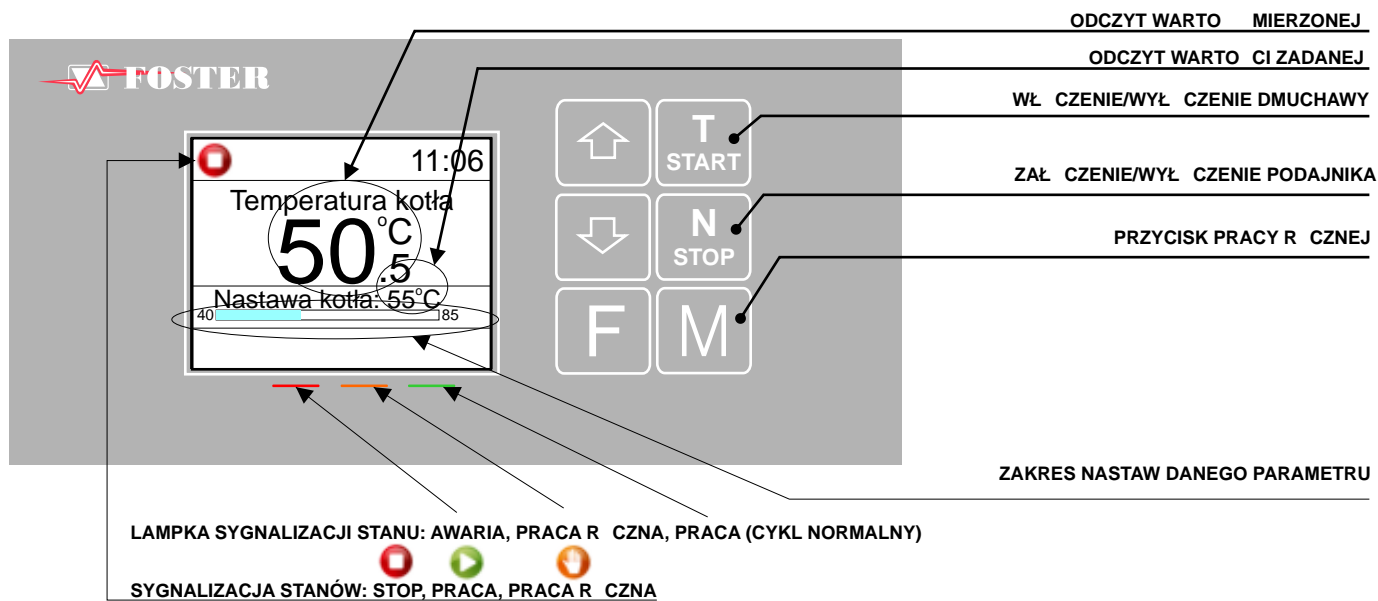 ODCZYT WARTO MIERZONEJ
ODCZYT WARTO CI ZADANEJ
WŁ CZENIE/WYŁ CZENIE DMUCHAWY
ZAŁ CZENIE/WYŁ CZENIE PODAJNIKA
PRZYCISK PRACY R CZNEJ
ZAKRES NASTAW DANEGO PARAMETRU
FOSTER
11:06
Temperatura kotła
50.5°C
Nastawa kotła: 55°C
40 85
T
START
N
STOP
F M
LAMPKA SYGNALIZACJI STANU: AWARIA, PRACA R CZNA, PRACA (CYKL NORMALNY)
SYGNALIZACJA STANÓW: STOP, PRACA, PRACA R CZNA